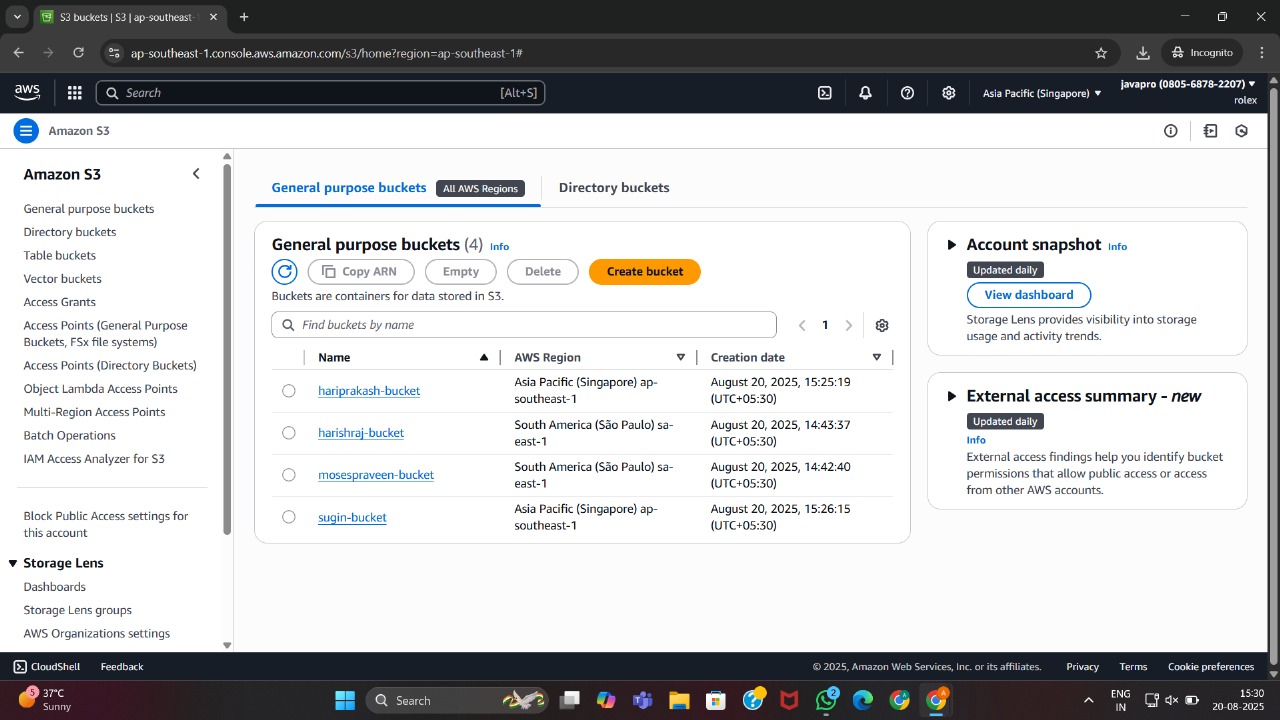 S3 buckets | S3 | ap-southeast-1
ap-southeast-1.console.aws.amazon.com/s3/home?region=ap-southeast-1#
Incognito
aws
Search
[Alt+S]
Asia Pacific (Singapore)
javapro (0805-6878-2207)
rolex
Amazon S3
Amazon S3
General purpose buckets
Directory buckets
Table buckets
Vector buckets
Access Grants
Access Points (General Purpose
Buckets, FSx file systems)
Access Points (Directory Buckets)
Object Lambda Access Points
Multi-Region Access Points
Batch Operations
IAM Access Analyzer for S3
Block Public Access settings for
this account
Storage Lens
Dashboards
Storage Lens groups
AWS Organizations settings
General purpose buckets All AWS Regions
Directory buckets
General purpose buckets (4) Info
Copy ARN
Empty
Delete
Create bucket
Buckets are containers for data stored in S3.
Find buckets by name
1
Name AWS Region Creation date
hariprakash-bucket
Asia Pacific (Singapore) ap-
southeast-1
August 20, 2025, 15:25:19
(UTC+05:30)
harishraj-bucket
South America (São Paulo) sa-
east-1
August 20, 2025, 14:43:37
(UTC+05:30)
mosespraveen-bucket
South America (São Paulo) sa-
east-1
August 20, 2025, 14:42:40
(UTC+05:30)
sugin-bucket
Asia Pacific (Singapore) ap-
southeast-1
August 20, 2025, 15:26:15
(UTC+05:30)
Account snapshot Info
Updated daily
View dashboard
Storage Lens provides visibility into storage
usage and activity trends.
External access summary - new
Updated daily
Info
External access findings help you identify bucket
permissions that allow public access or access
from other AWS accounts.
CloudShell
Feedback
© 2025, Amazon Web Services, Inc. or its affiliates.
Privacy
Terms
Cookie preferences
5
37°C
Sunny
Search
2
ENG
IN
15:30
20-08-2025